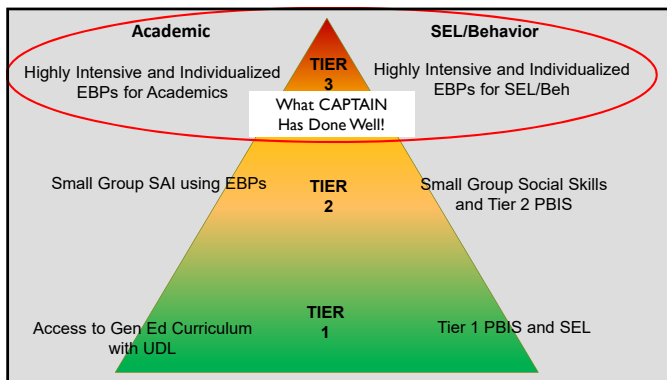 Academic
SEL/Behavior
TIER
3
Highly Intensive and Individualized
EBPs for Academics
Highly Intensive and Individualized
EBPs for SEL/Beh
What CAPTAIN
Has Done Well!
Small Group SAI using EBPs
TIER
2
Small Group Social Skills
and Tier 2 PBIS
TIER
1
Access to Gen Ed Curriculum
with UDL
Tier 1 PBIS and SEL